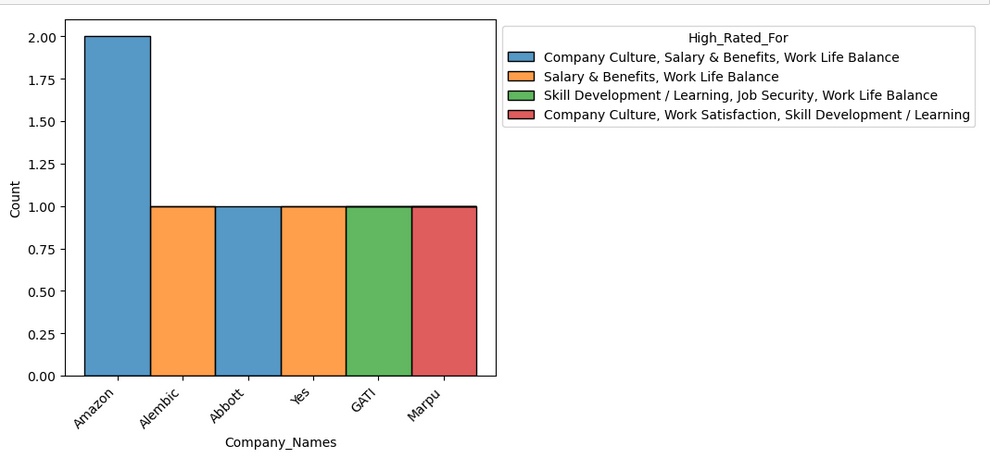 2.00
1.75
1.50
1.25
1.00
0.75
0.50
0.25
0.00
Count
Amazon
Alembic
Abbott
Yes
GATI
Marpu
Company_Names
High_Rated_For
Company Culture, Salary & Benefits, Work Life Balance
Salary & Benefits, Work Life Balance
Skill Development / Learning, Job Security, Work Life Balance
Company Culture, Work Satisfaction, Skill Development / Learning